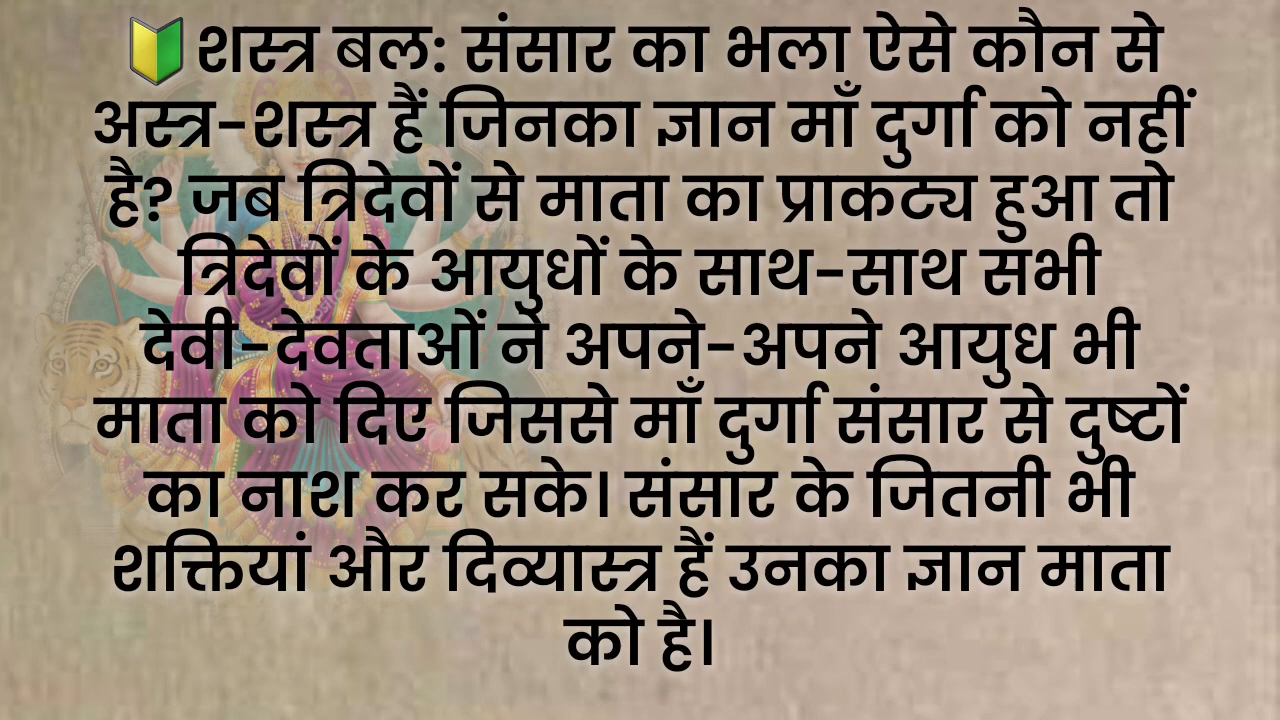 🔰शस्त्र बल: संसार का भला ऐसे कौन से
अस्त्र-शस्त्र हैं जिनका ज्ञान माँ दुर्गा को नहीं
है? जब त्रिदेवों से माता का प्राकट्य हुआ तो
त्रिदेवों के आयुधों के साथ-साथ सभी
देवी-देवताओं ने अपने-अपने आयुध भी
माता को दिए जिससे माँ दुर्गा संसार से दुष्टों
का नाश कर सके। संसार के जितनी भी
शक्तियां और दिव्यास्त्र हैं उनका ज्ञान माता
को है।